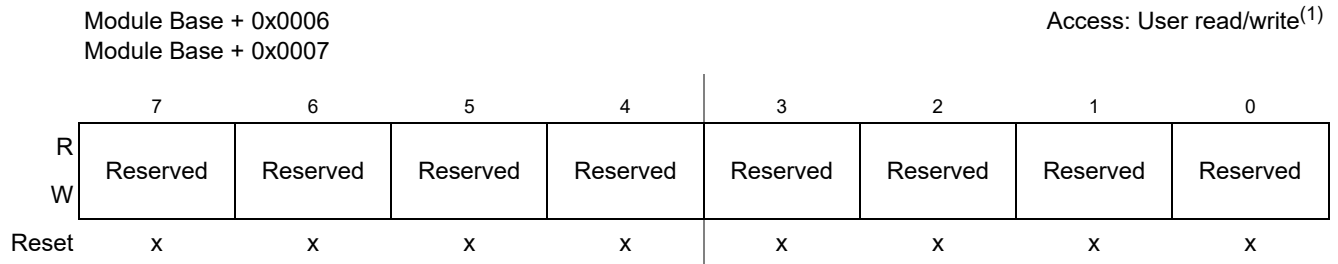 Module Base + 0x0006 Access: User read/write(1)
Module Base + 0x0007
7 6 5 4 3 2 1 0
R
Reserved Reserved Reserved Reserved Reserved Reserved Reserved Reserved
W
Reset x x x x x x x x